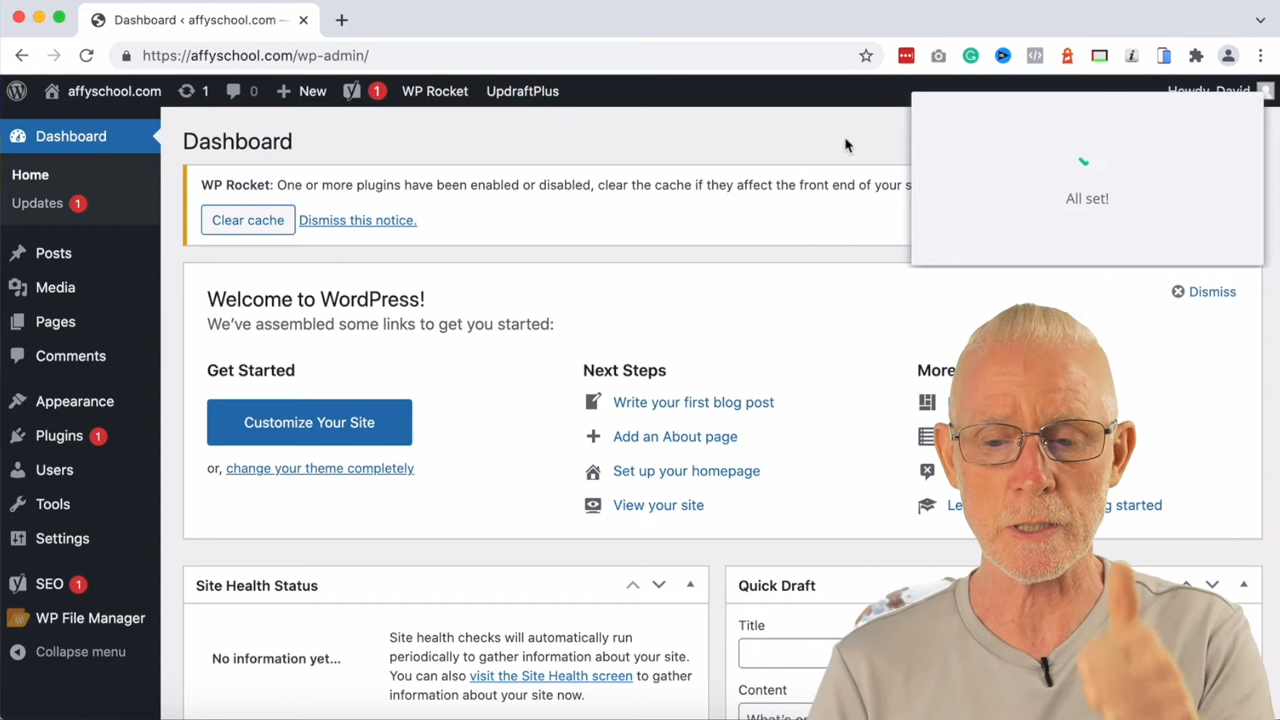 Dashboard ‹ affyschool.com —
https://affyschool.com/wp-admin/
affyschool.com 1 0 New 1 WP Rocket UpdraftPlus Howdy, David
Dashboard
Home
Updates 1
Posts
Media
Pages
Comments
Appearance
Plugins 1
Users
Tools
Settings
SEO 1
WP File Manager
Collapse menu
Dashboard
WP Rocket: One or more plugins have been enabled or disabled, clear the cache if they affect the front end of your s
Clear cache Dismiss this notice.
All set!
Welcome to WordPress!
Dismiss
We've assembled some links to get you started:
Get Started
Customize Your Site
or, change your theme completely
Next Steps
Write your first blog post
Add an About page
Set up your homepage
View your site
More
Le g started
Site Health Status
No information yet...
Site health checks will automatically run
periodically to gather information about your site.
You can also visit the Site Health screen to gather
information about your site now.
Quick Draft
Title
Content